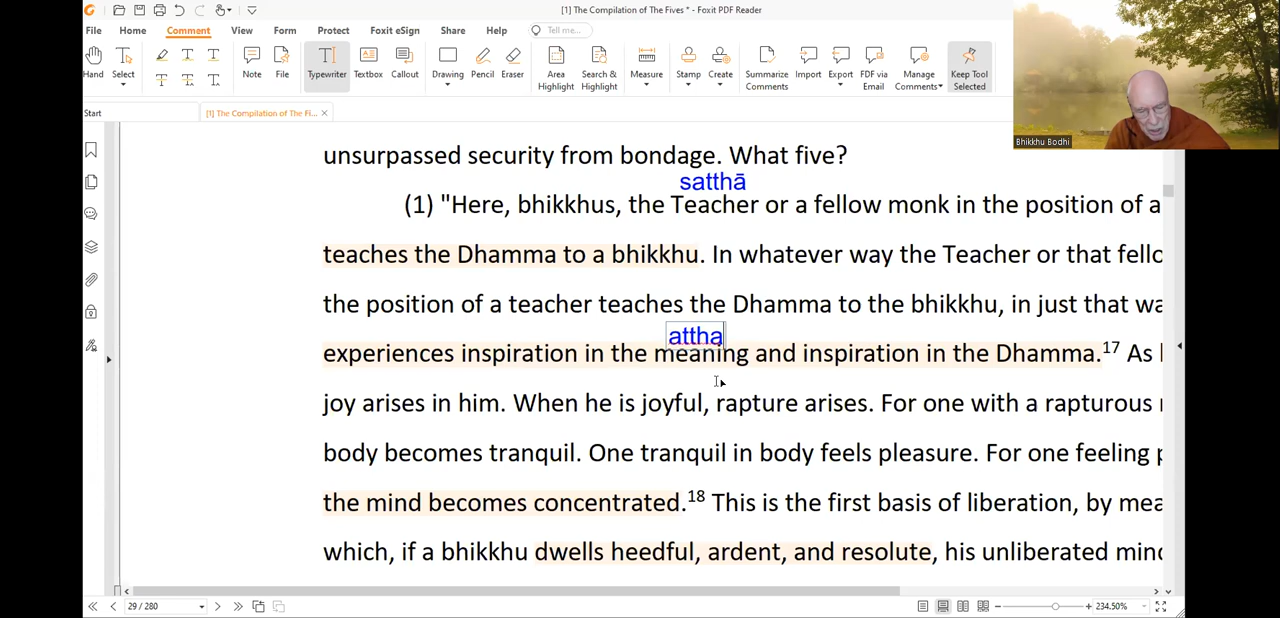 [1] The Compilation of The Fives * - Foxit PDF Reader
File Home Comment View Form Protect Foxit eSign Share Help Tell me...
Hand Select Note File Typewriter Textbox Callout Drawing Pencil Eraser Area Highlight Search & Highlight Measure Stamp Create Summarize Comments Import Export FDF via Email Manage Comments Keep Tool Selected
Start [1] The Compilation of The Fi...
Bhikkhu Bodhi
unsurpassed security from bondage. What five?
satthā
(1) "Here, bhikkhus, the Teacher or a fellow monk in the position of a
teaches the Dhamma to a bhikkhu. In whatever way the Teacher or that fello
the position of a teacher teaches the Dhamma to the bhikkhu, in just that wa
attha
experiences inspiration in the meaning and inspiration in the Dhamma.17 As
joy arises in him. When he is joyful, rapture arises. For one with a rapturous
body becomes tranquil. One tranquil in body feels pleasure. For one feeling
the mind becomes concentrated.18 This is the first basis of liberation, by mea
which, if a bhikkhu dwells heedful, ardent, and resolute, his unliberated mind
29 / 280 234.50%